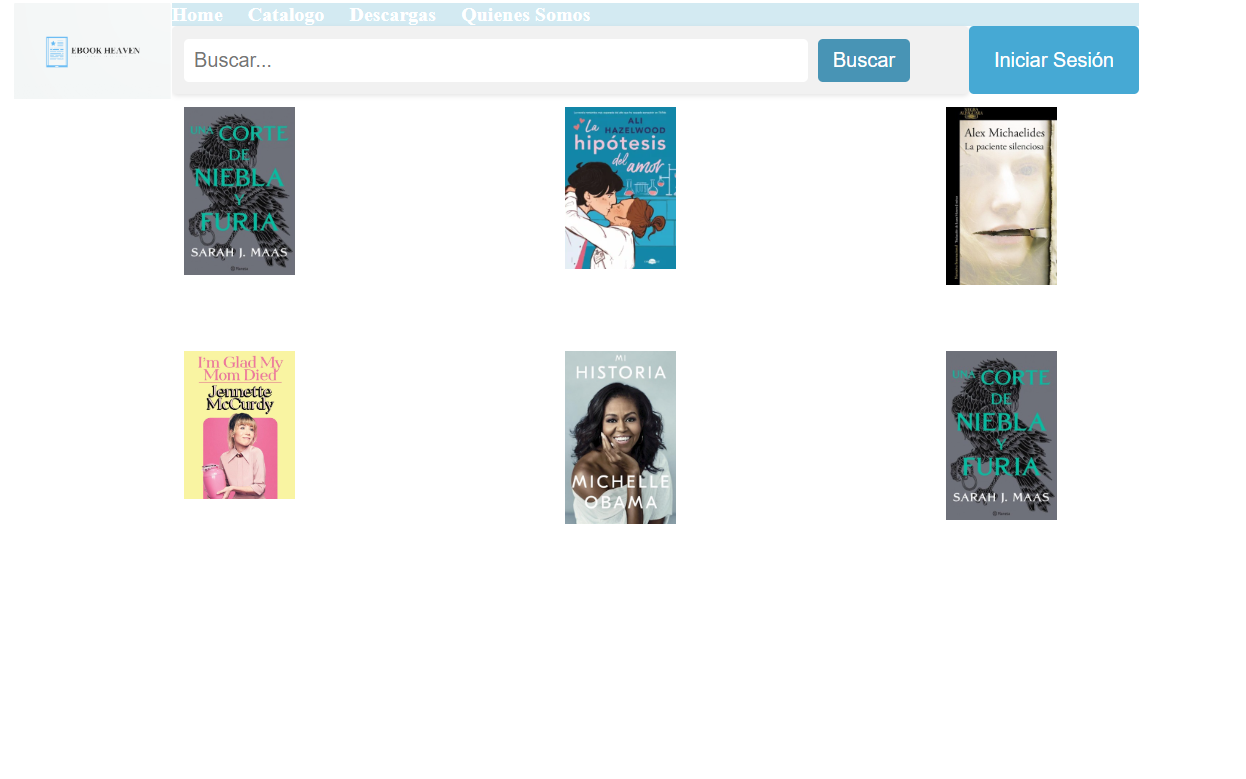 Home Catalogo Descargas Quienes Somos
EBOOK HEAVEN
Buscar...
Buscar
Iniciar Sesión
UNA CORTE
DE
NIEBLA
Y
FURIA
SARAH J. MAAS
Planeta
ALI
HAZELWOOD
La
hipótesis
del amor
Alex Michaelides
La paciente silenciosa
I'm Glad My
Mom Died
Jennette
McCurdy
MI
HISTORIA
MICHELLE
OBAMA
UNA CORTE
DE
NIEBLA
Y
FURIA
SARAH J. MAAS
Planeta